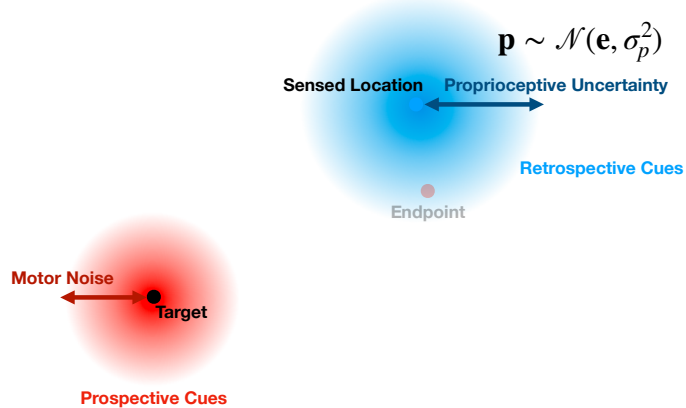 𝐩 ∼ 𝒩(𝐞, σ_p^2)
Sensed Location
Proprioceptive Uncertainty
Retrospective Cues
Endpoint
Motor Noise
Target
Prospective Cues